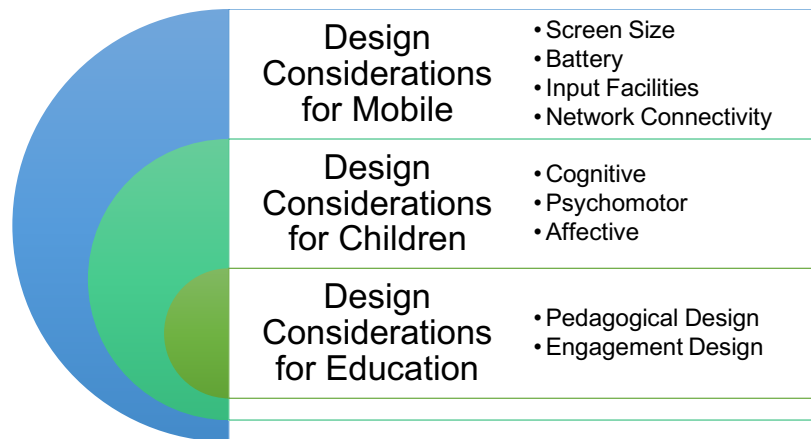 Design
Considerations
for Mobile
• Screen Size
• Battery
• Input Facilities
• Network Connectivity
Design
Considerations
for Children
• Cognitive
• Psychomotor
• Affective
Design
Considerations
for Education
• Pedagogical Design
• Engagement Design